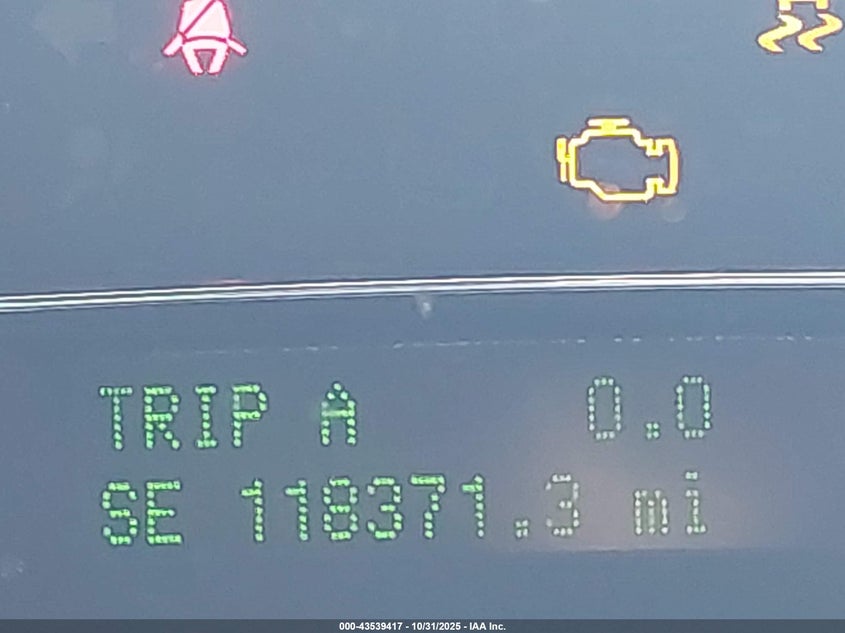 TRIP A 0.0
SE 118371.3 mi
000-43539417 - 10/31/2025 - IAA Inc.